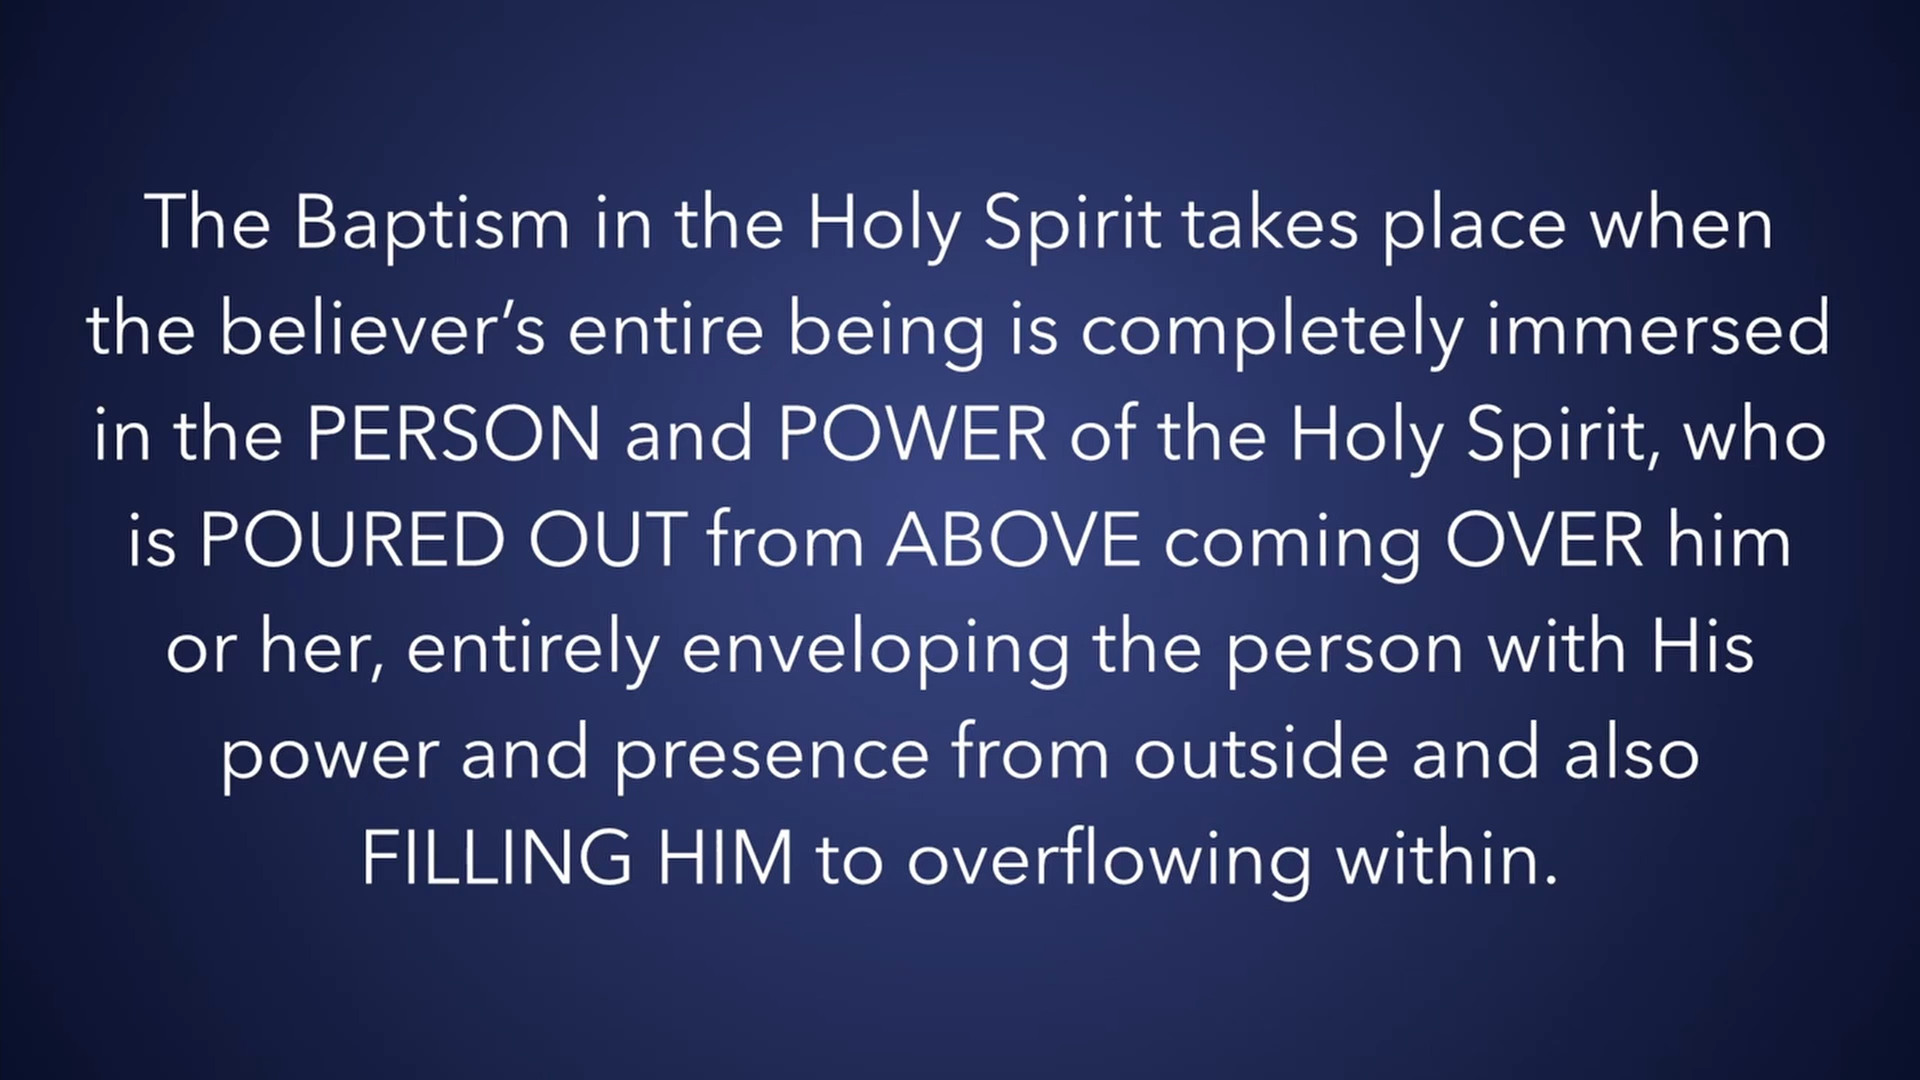 The Baptism in the Holy Spirit takes place when
the believer’s entire being is completely immersed
in the PERSON and POWER of the Holy Spirit, who
is POURED OUT from ABOVE coming OVER him
or her, entirely enveloping the person with His
power and presence from outside and also
FILLING HIM to overflowing within.